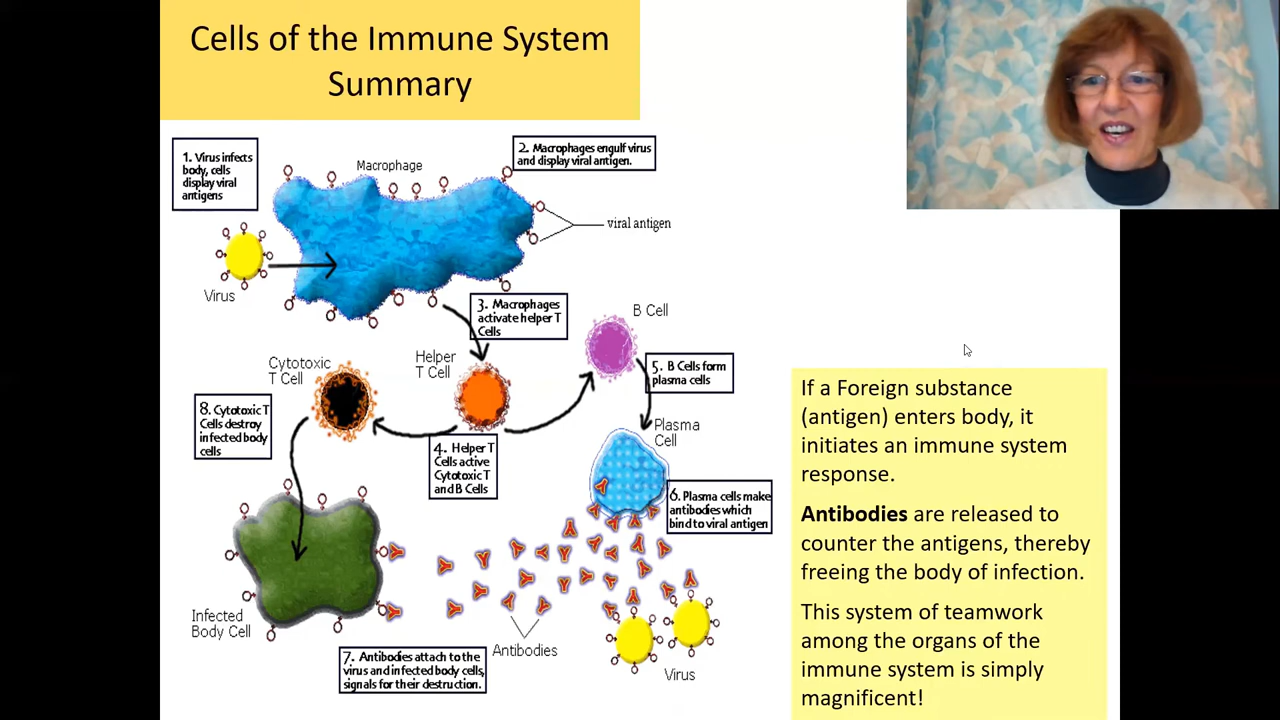 Cells of the Immune System
Summary
1. Virus infects
body, cells
display viral
antigens
Macrophage
2. Macrophages engulf virus
and display viral antigen.
viral antigen
Virus
3. Macrophages
activate helper T
Cells
B Cell
Cytotoxic
T Cell
Helper
T Cell
5. B Cells form
plasma cells
8. Cytotoxic T
Cells destroy
infected body
cells
4. Helper T
Cells active
Cytotoxic T
and B Cells
Plasma
Cell
6. Plasma cells make
antibodies which
bind to viral antigen
Infected
Body Cell
Antibodies
Virus
7. Antibodies attach to the
virus and infected body cells,
signals for their destruction.
If a Foreign substance
(antigen) enters body, it
initiates an immune system
response.
Antibodies are released to
counter the antigens, thereby
freeing the body of infection.
This system of teamwork
among the organs of the
immune system is simply
magnificent!